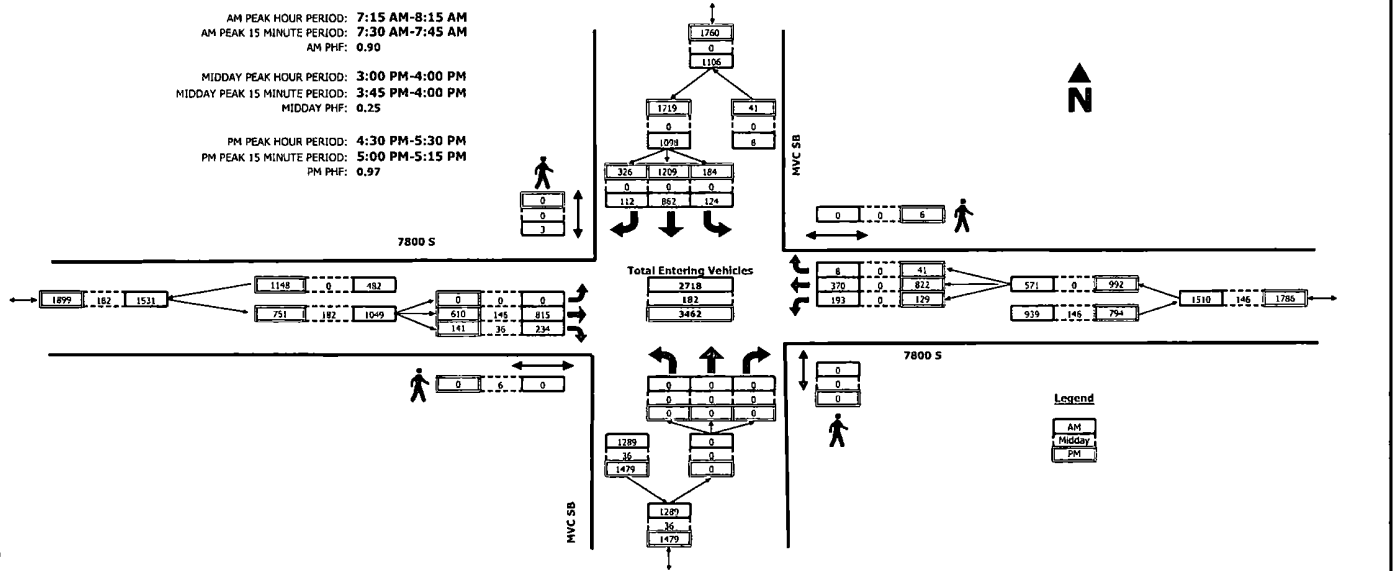 AM PEAK HOUR PERIOD: 7:15 AM-8:15 AM
AM PEAK 15 MINUTE PERIOD: 7:30 AM-7:45 AM
AM PHF: 0.90
MIDDAY PEAK HOUR PERIOD: 3:00 PM-4:00 PM
MIDDAY PEAK 15 MINUTE PERIOD: 3:45 PM-4:00 PM
MIDDAY PHF: 0.25
PM PEAK HOUR PERIOD: 4:30 PM-5:30 PM
PM PEAK 15 MINUTE PERIOD: 5:00 PM-5:15 PM
PM PHF: 0.97
1760
0
1106
N
1719 41
0 0
1098 8
MVC SB
326 1209 184
0 0 0
112 862 124
0
0
3
0 0 6
7800 S
Total Entering Vehicles
2718
182
3462
1148 0 482
1899 182 1531
751 182 1049
0 0 0
610 146 815
141 36 234
8 0 41
370 0 822
193 0 129
571 0 992
1510 146 1786
939 146 794
7800 S
0 6 0
0 0 0
0 0 0
0 0 0
0
0
0
Legend
AM
Midday
PM
1289 0
36 0
1479 0
MVC SB
1289
36
1479